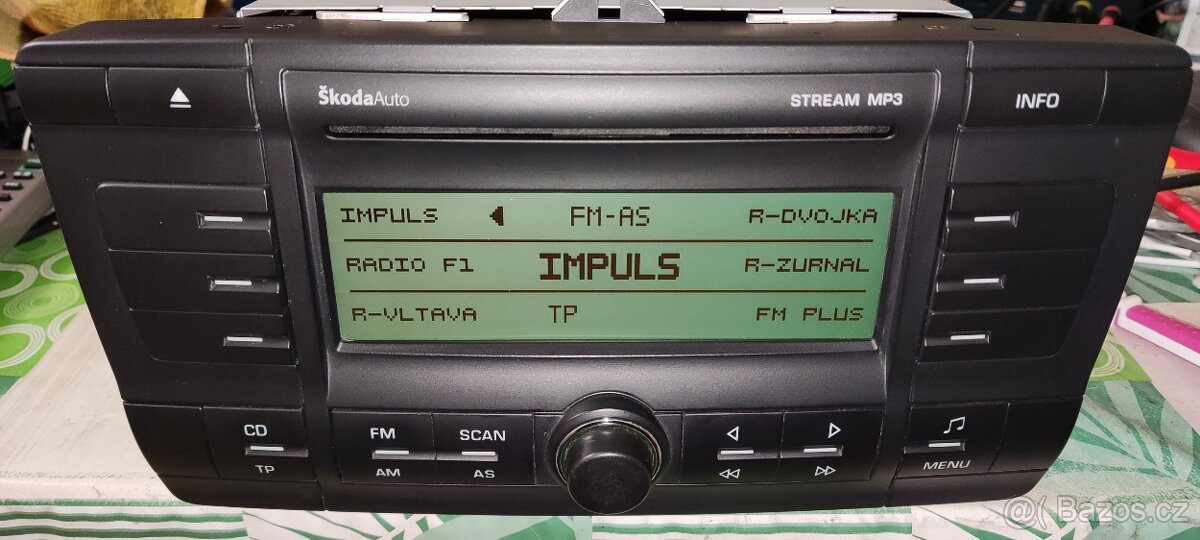 ŠkodaAuto STREAM MP3 INFO
IMPULS FM-AS R-DVOJKA
RADIO F1 IMPULS R-ZURNAL
R-VLTAVA TP FM PLUS
CD FM SCAN
TP AM AS MENU
@( Bazos.cz